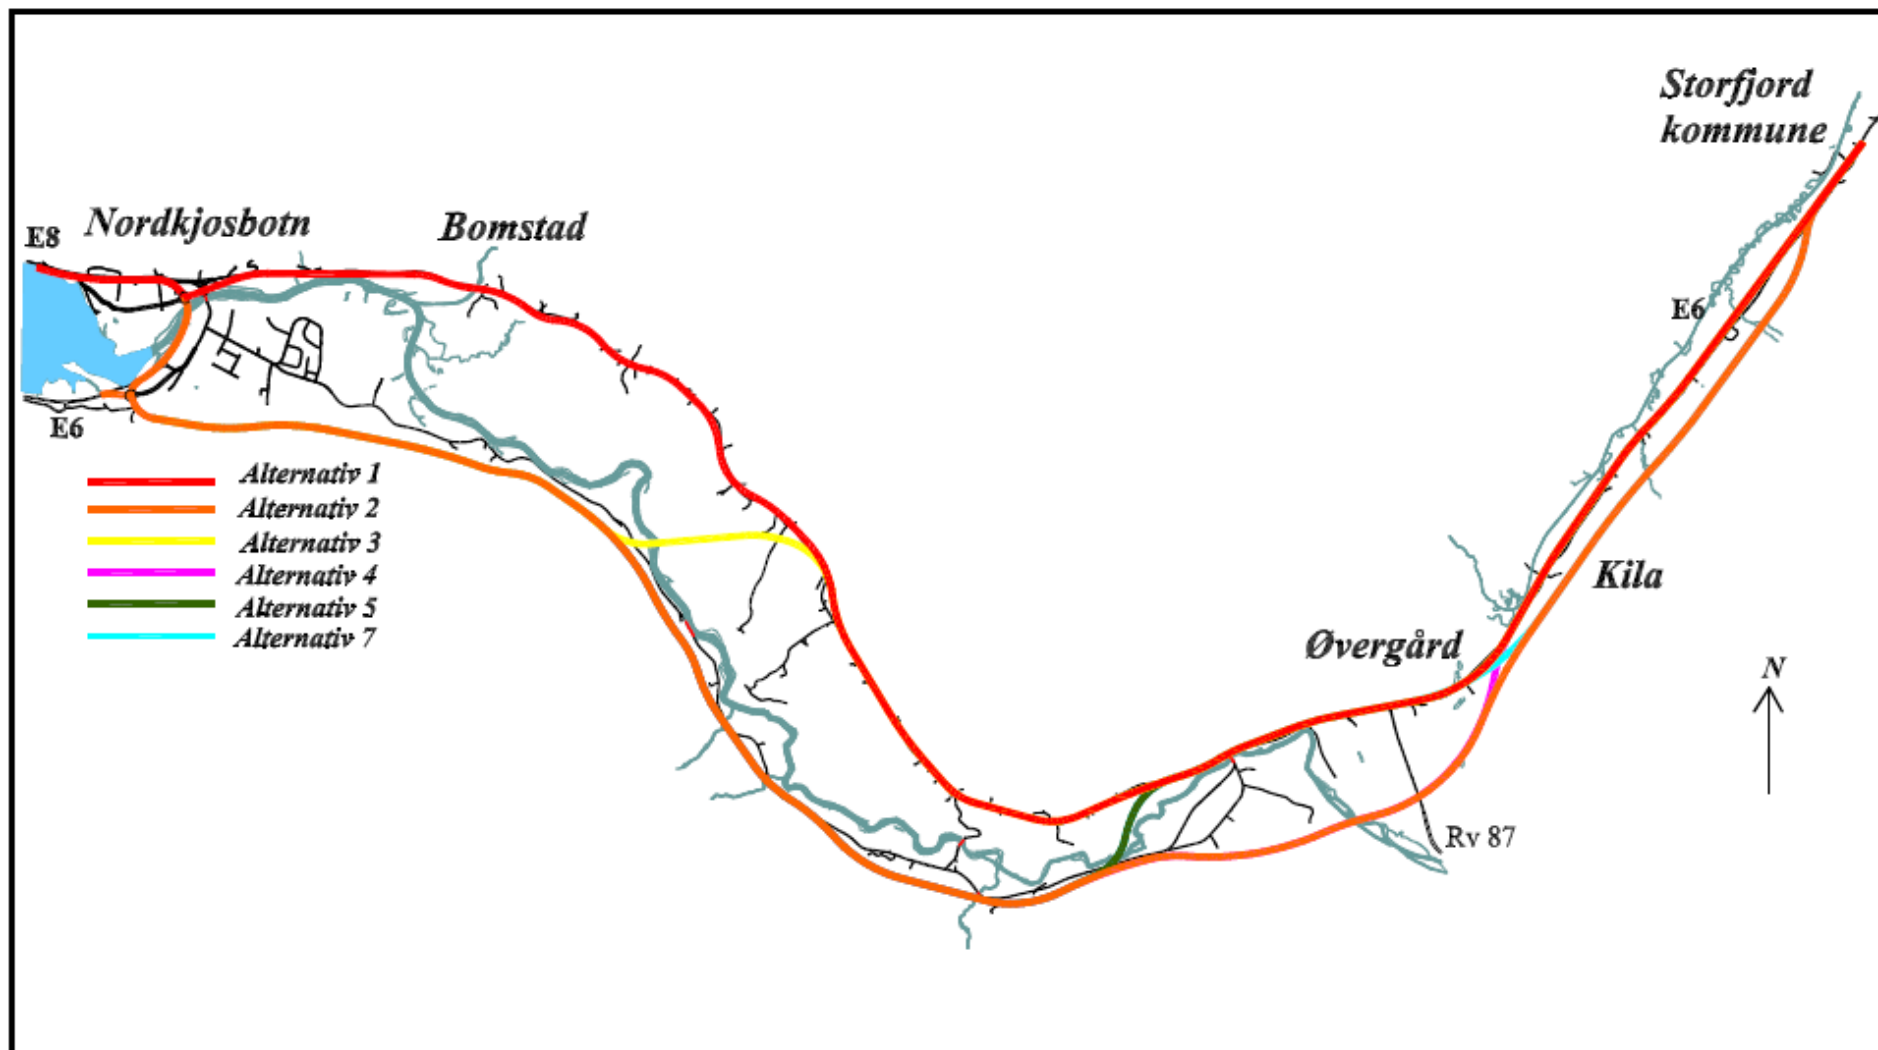 Storfjord
kommune
Nordkjosbotn
Bomstad
E8
E6
E6
Alternativ 1
Alternativ 2
Alternativ 3
Alternativ 4
Alternativ 5
Alternativ 7
Kila
Øvergård
N
Rv 87